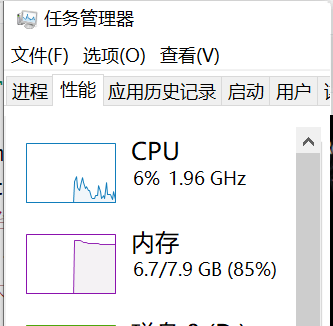 任务管理器
文件(F) 选项(O) 查看(V)
进程 性能 应用历史记录 启动 用户
CPU
6% 1.96 GHz
内存
6.7/7.9 GB (85%)